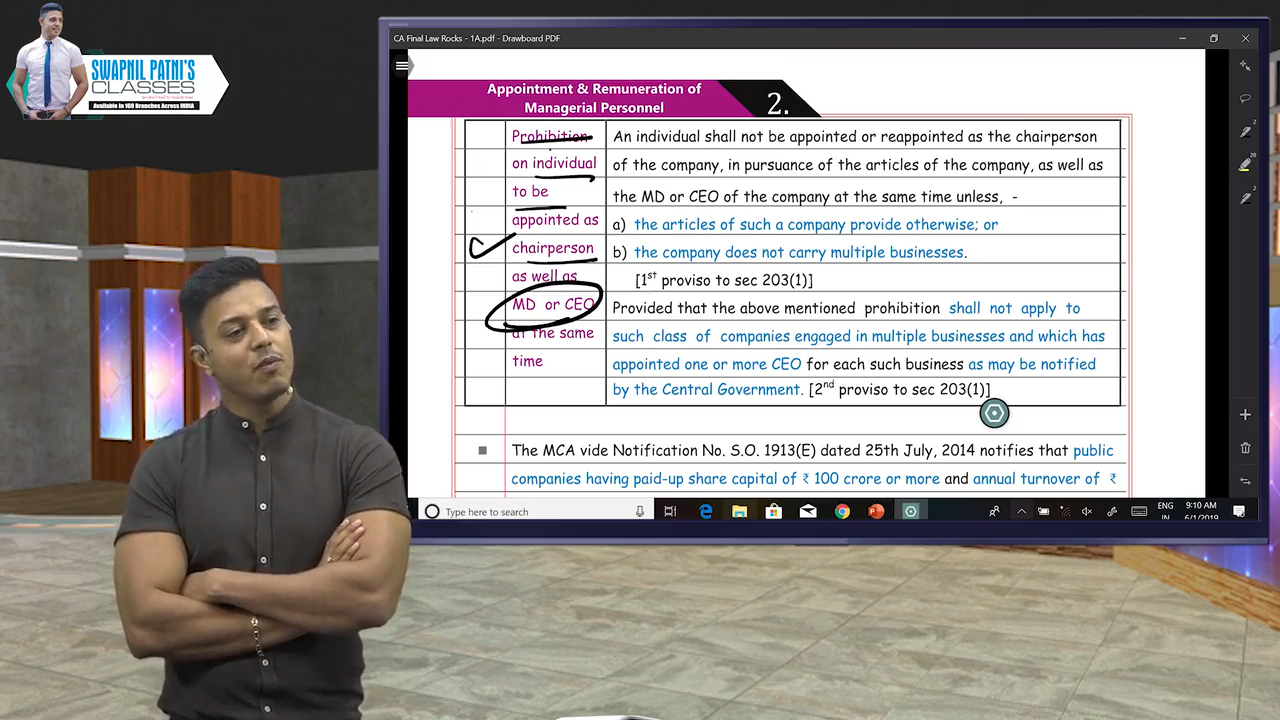 SWAPNIL PATNI'S
CLASSES
Available in 160 Branches Across INDIA
CA Final Law Rocks - 1A.pdf - Drawboard PDF
Appointment & Remuneration of
Managerial Personnel
2.
Prohibition
on individual
to be
appointed as
chairperson
as well as
MD or CEO
at the same
time
An individual shall not be appointed or reappointed as the chairperson
of the company, in pursuance of the articles of the company, as well as
the MD or CEO of the company at the same time unless, -
a) the articles of such a company provide otherwise; or
b) the company does not carry multiple businesses.
[1st proviso to sec 203(1)]
Provided that the above mentioned prohibition shall not apply to
such class of companies engaged in multiple businesses and which has
appointed one or more CEO for each such business as may be notified
by the Central Government. [2nd proviso to sec 203(1)]
■ The MCA vide Notification No. S.O. 1913(E) dated 25th July, 2014 notifies that public
companies having paid-up share capital of ₹ 100 crore or more and annual turnover of ₹
Type here to search
ENG
IN
9:10 AM
6/1/2019